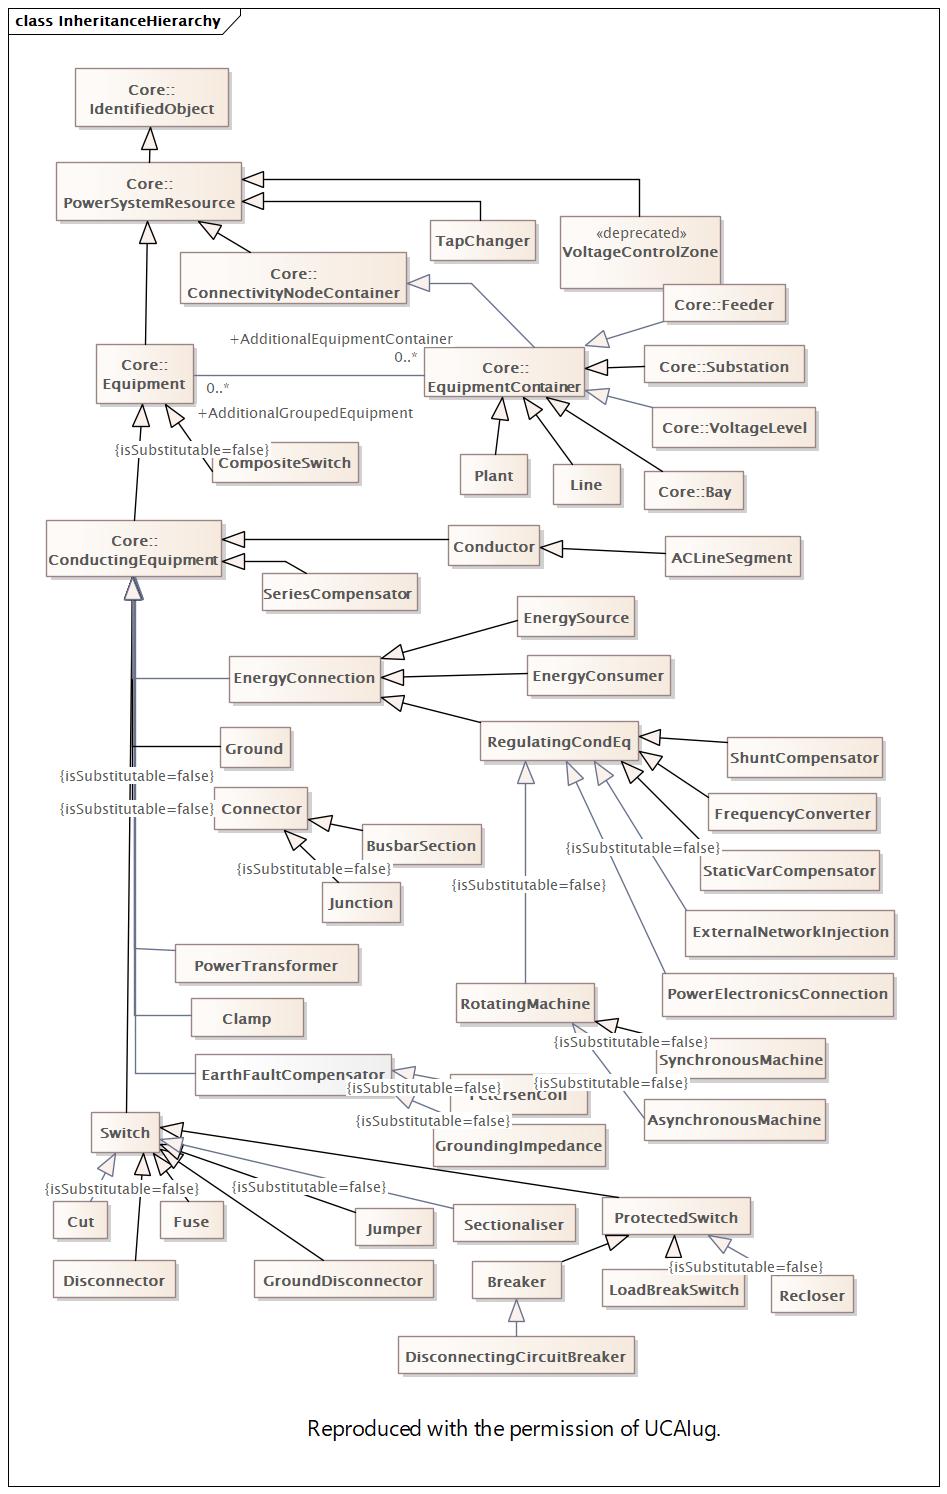 class InheritanceHierarchy
Core::
IdentifiedObject
Core::
PowerSystemResource
TapChanger
«deprecated»
VoltageControlZone
Core::
ConnectivityNodeContainer
Core::Feeder
+AdditionalEquipmentContainer
0..*
Core::
Equipment
Core::
EquipmentContainer
Core::Substation
0..*
+AdditionalGroupedEquipment
Core::VoltageLevel
{isSubstitutable=false}
CompositeSwitch
Plant
Line
Core::Bay
Core::
ConductingEquipment
Conductor
ACLineSegment
SeriesCompensator
EnergySource
EnergyConnection
EnergyConsumer
RegulatingCondEq
Ground
ShuntCompensator
{isSubstitutable=false}
{isSubstitutable=false}
Connector
FrequencyConverter
BusbarSection
{isSubstitutable=false}
{isSubstitutable=false}
StaticVarCompensator
{isSubstitutable=false}
Junction
ExternalNetworkInjection
PowerTransformer
PowerElectronicsConnection
RotatingMachine
Clamp
{isSubstitutable=false}
SynchronousMachine
EarthFaultCompensator
{isSubstitutable=false}
{isSubstitutable=false}
PetersenCoil
{isSubstitutable=false}
AsynchronousMachine
Switch
GroundingImpedance
{isSubstitutable=false}
{isSubstitutable=false}
Cut
Fuse
Jumper
Sectionaliser
ProtectedSwitch
{isSubstitutable=false}
Disconnector
GroundDisconnector
Breaker
LoadBreakSwitch
Recloser
DisconnectingCircuitBreaker
Reproduced with the permission of UCAIug.